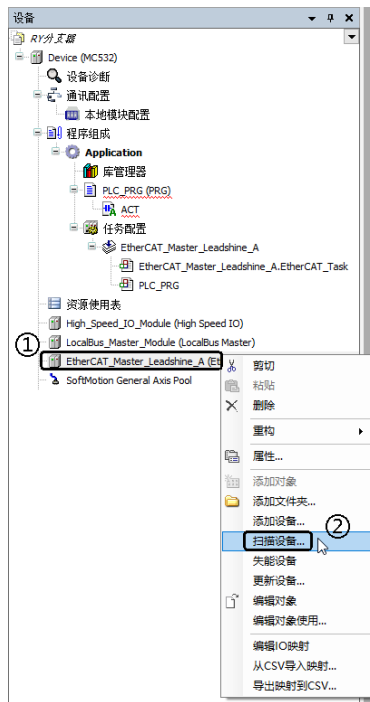 设备
RY分支器
Device (MC532)
设备诊断
通讯配置
本地模块配置
程序组成
Application
库管理器
PLC_PRG (PRG)
ACT
任务配置
EtherCAT_Master_Leadshine_A
EtherCAT_Master_Leadshine_A.EtherCAT_Task
PLC_PRG
资源使用表
High_Speed_IO_Module (High Speed IO)
① LocalBus_Master_Module (LocalBus Master)
EtherCAT_Master_Leadshine_A (Et
SoftMotion General Axis Pool
剪切
粘贴
删除
重构
属性...
添加对象
添加文件夹...
添加设备...
② 扫描设备...
失能设备
更新设备...
编辑对象
编辑对象使用...
编辑IO映射
从CSV导入映射...
导出映射到CSV...